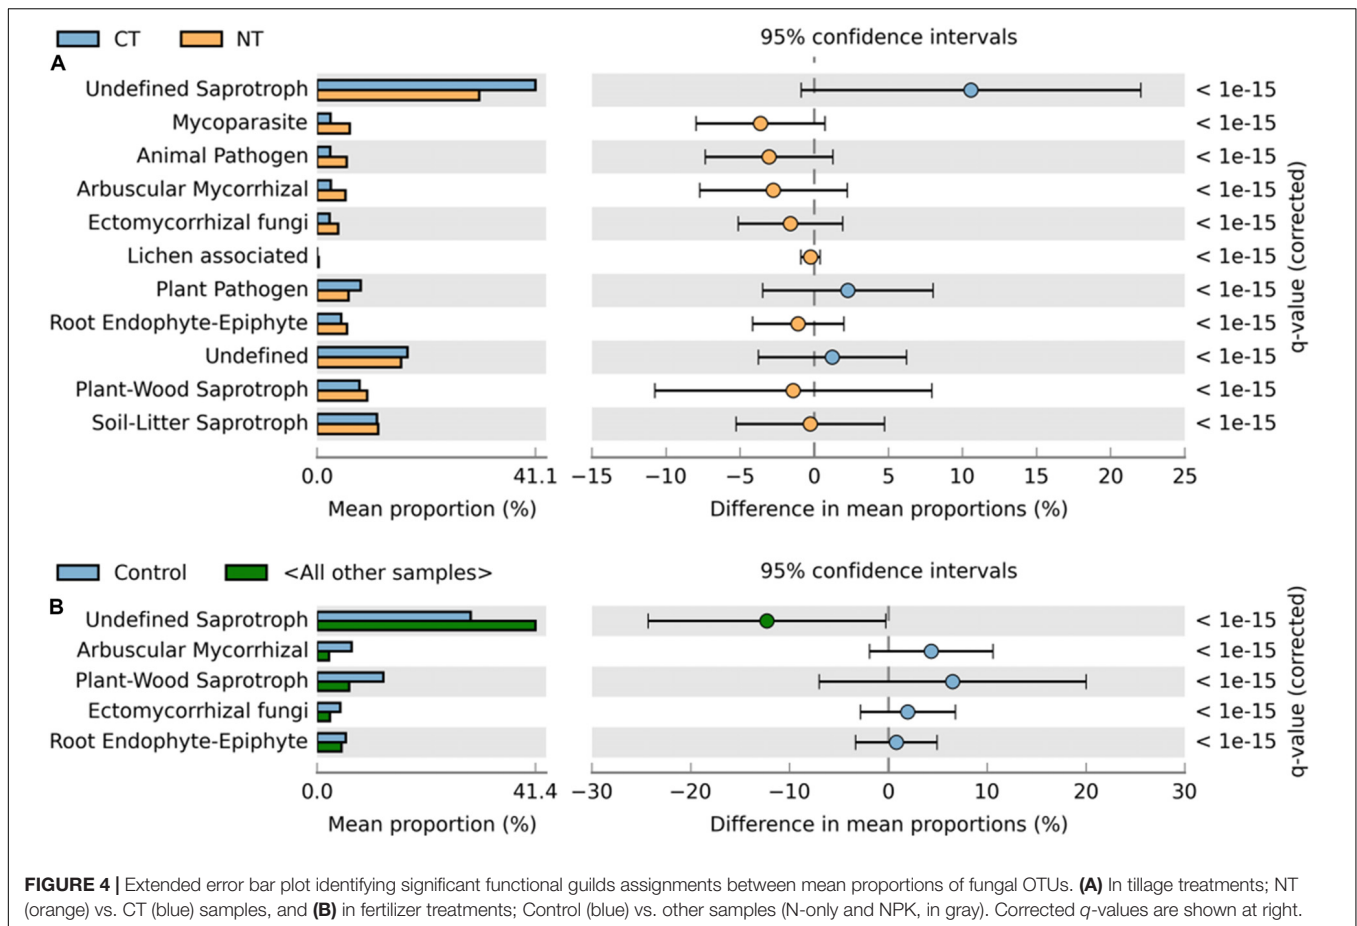 CT NT 95% confidence intervals
A
Undefined Saprotroph < 1e-15
Mycoparasite < 1e-15
Animal Pathogen < 1e-15
Arbuscular Mycorrhizal < 1e-15
Ectomycorrhizal fungi < 1e-15
Lichen associated < 1e-15
Plant Pathogen < 1e-15
Root Endophyte-Epiphyte < 1e-15
Undefined < 1e-15
Plant-Wood Saprotroph < 1e-15
Soil-Litter Saprotroph < 1e-15
q-value (corrected)
0.0 41.1 −15 −10 −5 0 5 10 15 20 25
Mean proportion (%) Difference in mean proportions (%)
Control <All other samples> 95% confidence intervals
B
Undefined Saprotroph < 1e-15
Arbuscular Mycorrhizal < 1e-15
Plant-Wood Saprotroph < 1e-15
Ectomycorrhizal fungi < 1e-15
Root Endophyte-Epiphyte < 1e-15
q-value (corrected)
0.0 41.4 −30 −20 −10 0 10 20 30
Mean proportion (%) Difference in mean proportions (%)
FIGURE 4 | Extended error bar plot identifying significant functional guilds assignments between mean proportions of fungal OTUs. (A) In tillage treatments; NT
(orange) vs. CT (blue) samples, and (B) in fertilizer treatments; Control (blue) vs. other samples (N-only and NPK, in gray). Corrected q-values are shown at right.